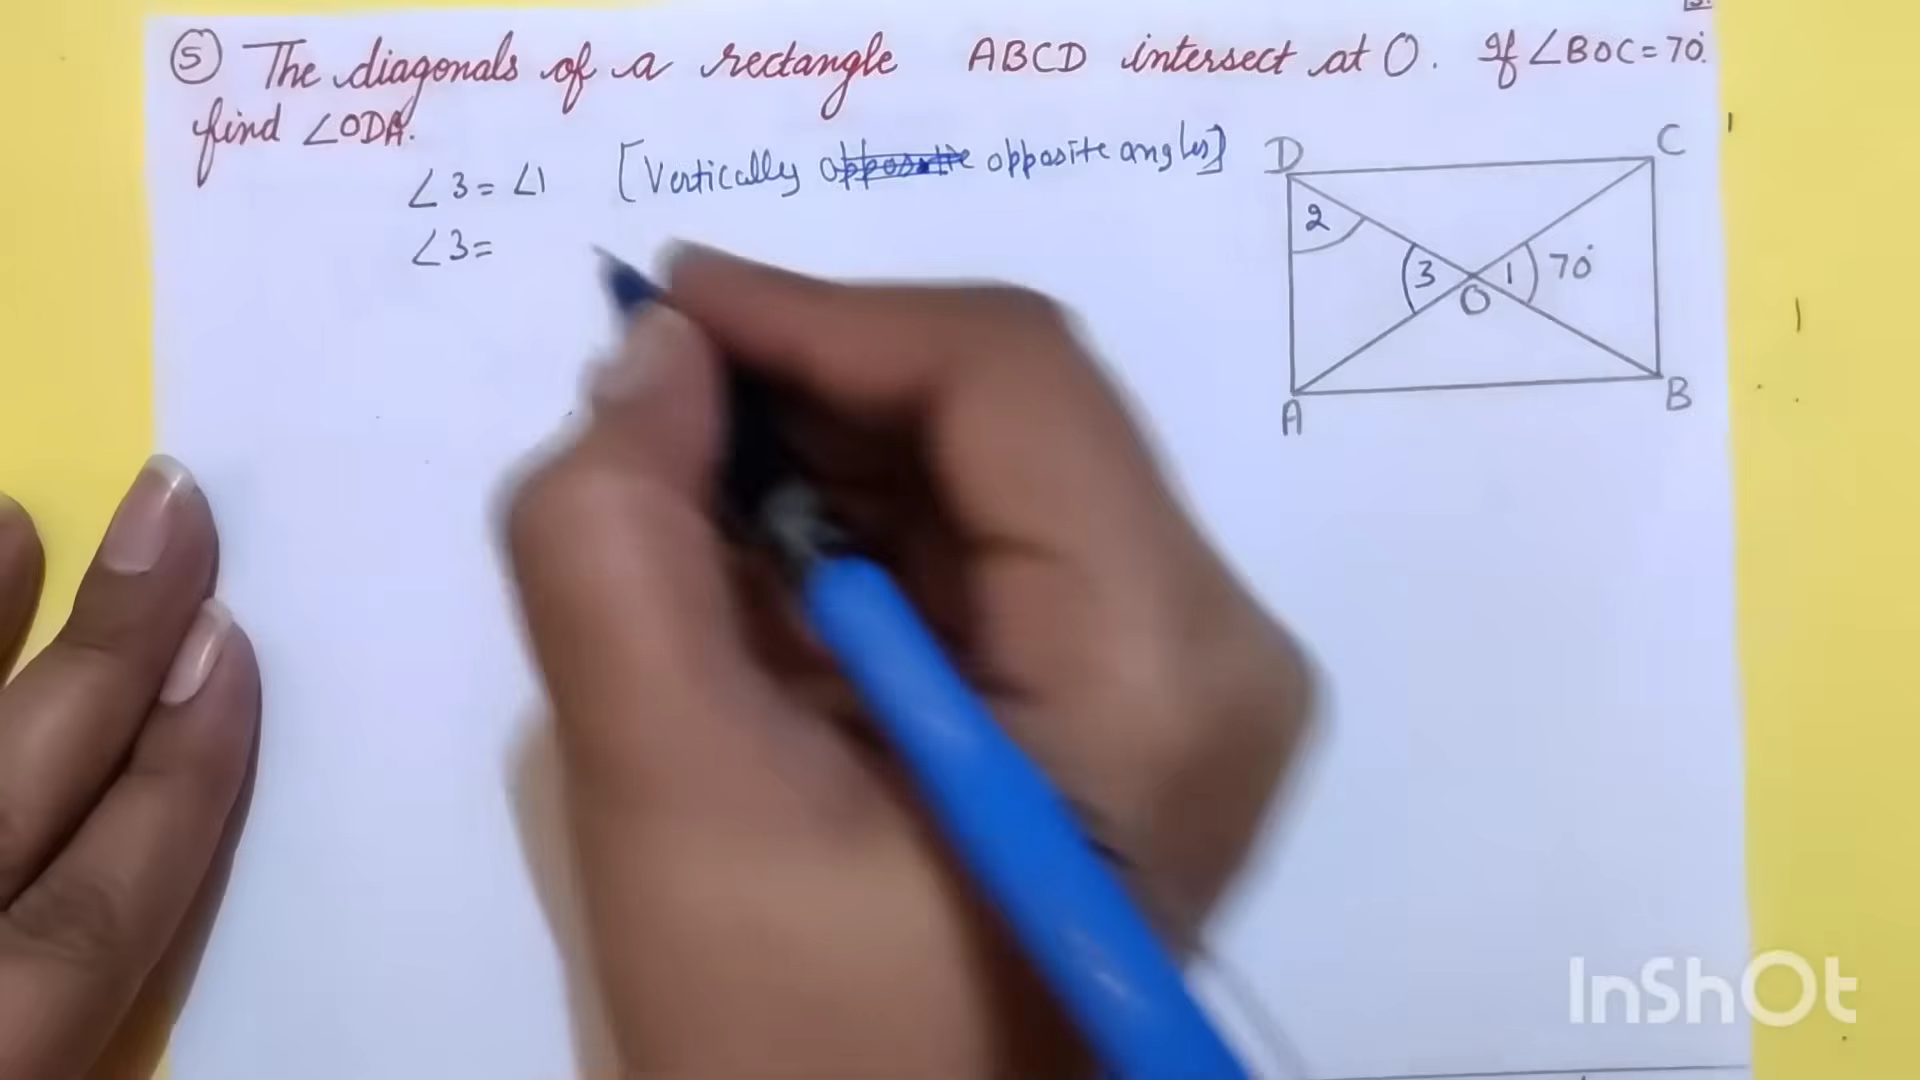 ⑤ The diagonals of a rectangle ABCD intersect at O. If ∠BOC = 70°.
find ∠ODA.
∠3 = ∠1 [Vertically opposite angles]
∠3 =
D
C
2
3
1
70°
O
A
B
InShOt